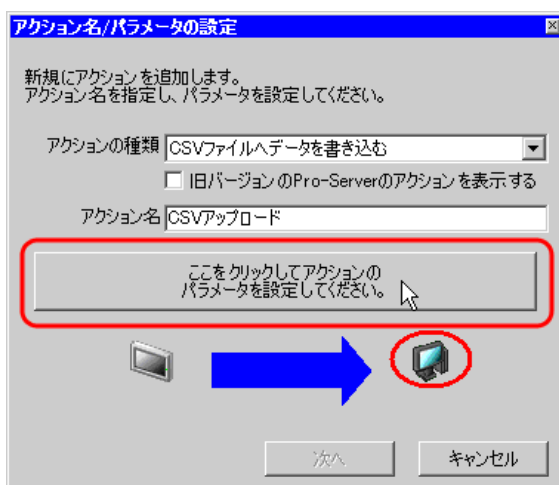 アクション名/パラメータの設定
新規にアクションを追加します。
アクション名を指定し、パラメータを設定してください。
アクションの種類 CSVファイルへデータを書き込む
旧バージョンのPro-Serverのアクションを表示する
アクション名 CSVアップロード
ここをクリックしてアクションの
パラメータを設定してください。
次へ キャンセル